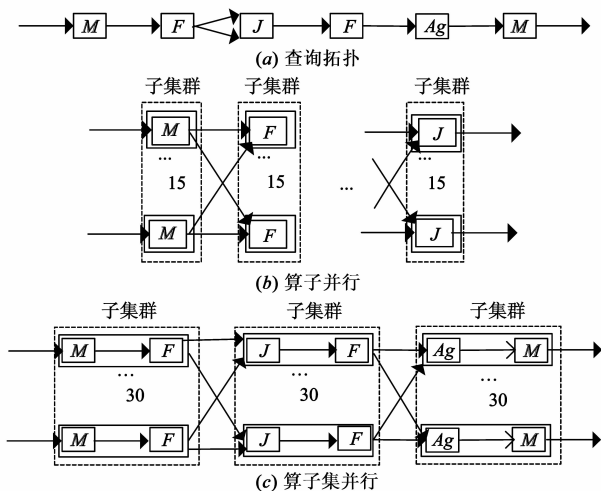 M F J F Ag M
(a) 查询拓扑
子集群 子集群 子集群
M F J
... ... ...
15 15 ... 15
M F J
(b) 算子并行
子集群 子集群 子集群
M F J F Ag M
... ... ...
30 30 30
M F J F Ag M
(c) 算子集并行